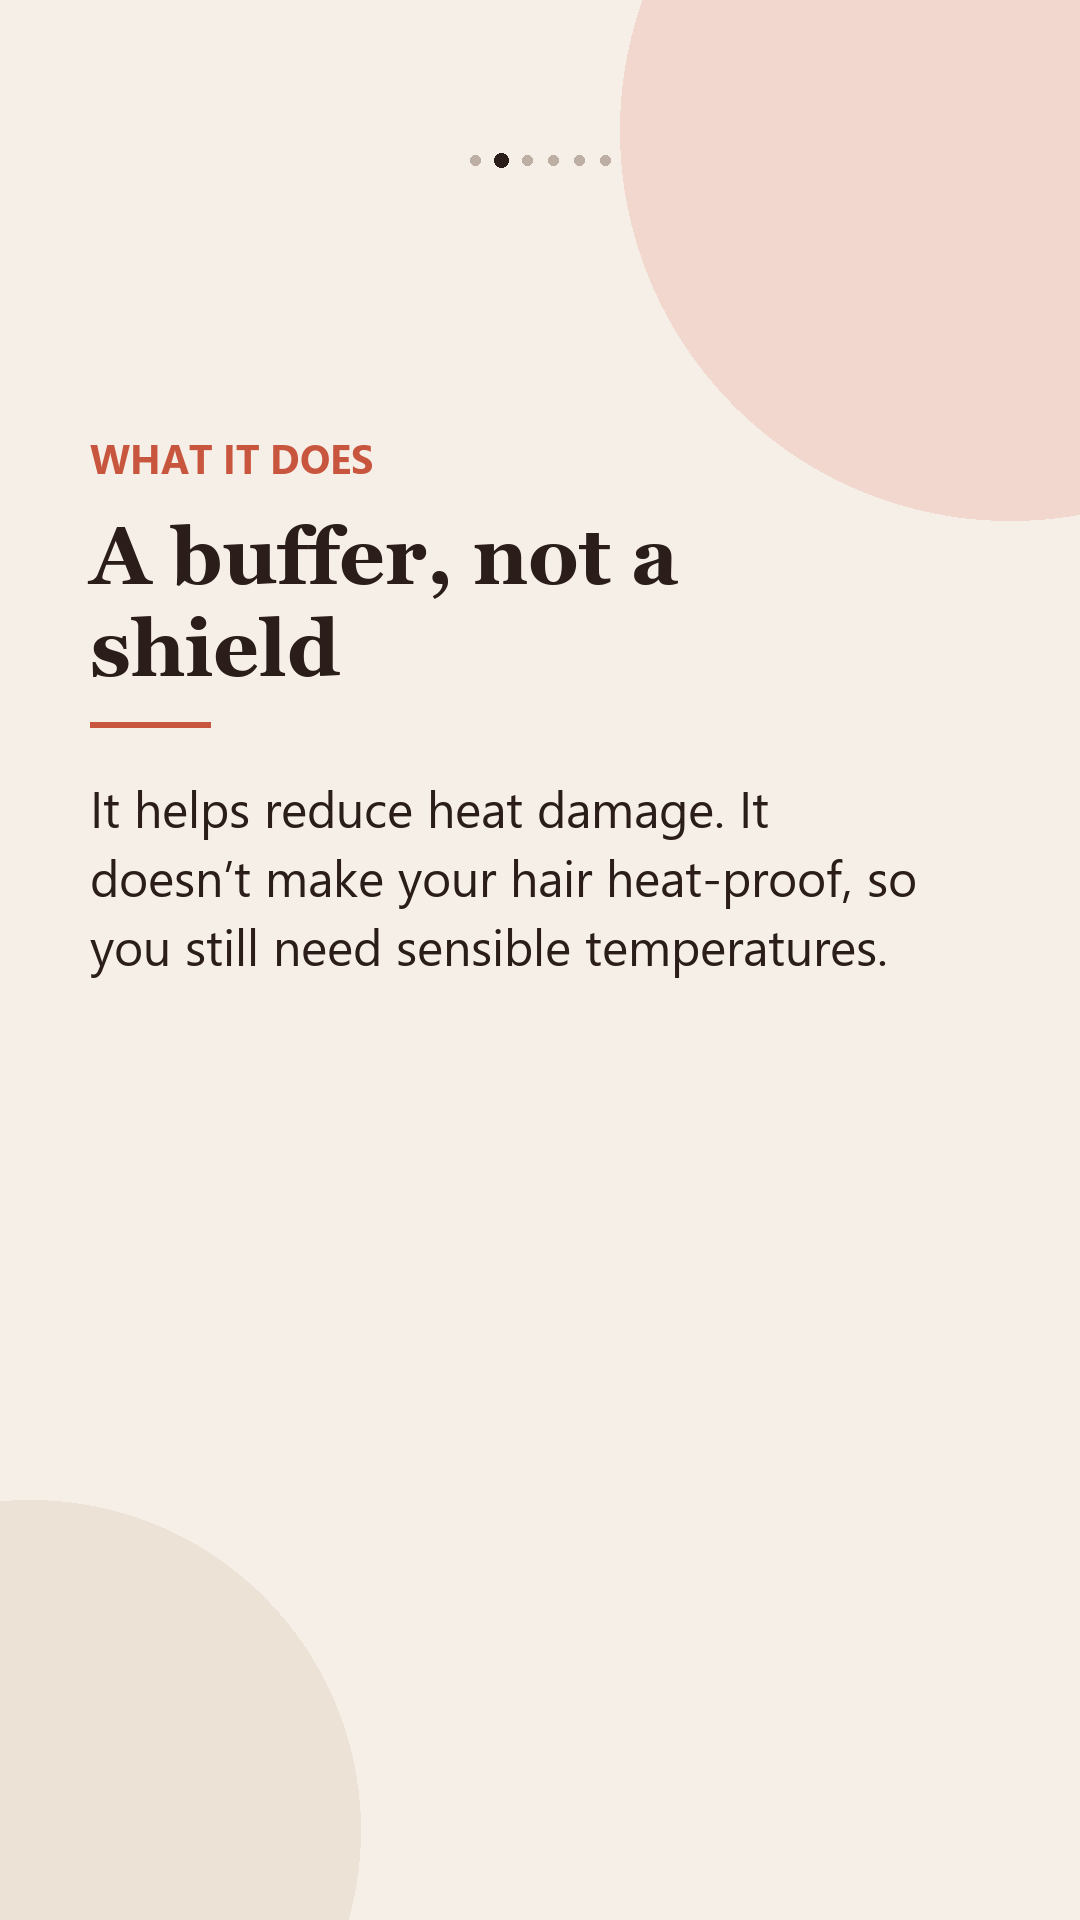 WHAT IT DOES
A buffer, not a
shield
It helps reduce heat damage. It
doesn’t make your hair heat-proof, so
you still need sensible temperatures.